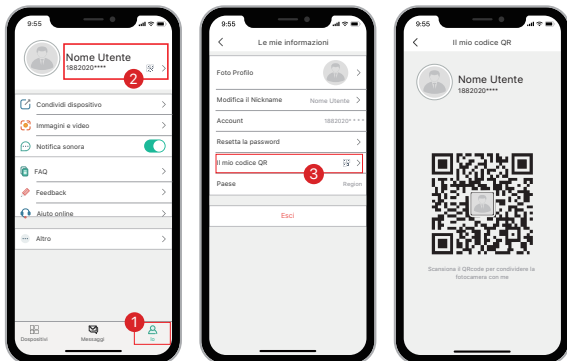 9:55
Nome Utente
1882020****
2
Condividi dispositivo
Immagini e video
Notifica sonora
FAQ
Feedback
Aiuto online
Altro
1
Dospositivi
Messaggi
Io
9:55
Le mie informazioni
Foto Profilo
Modifica il Nickname
Nome Utente
Account
1882020****
Resetta la password
Il mio codice QR
3
Paese
Region
Esci
9:55
Il mio codice QR
Nome Utente
1882020****
Scansiona il QRcode per condividere la
fotocamera con me